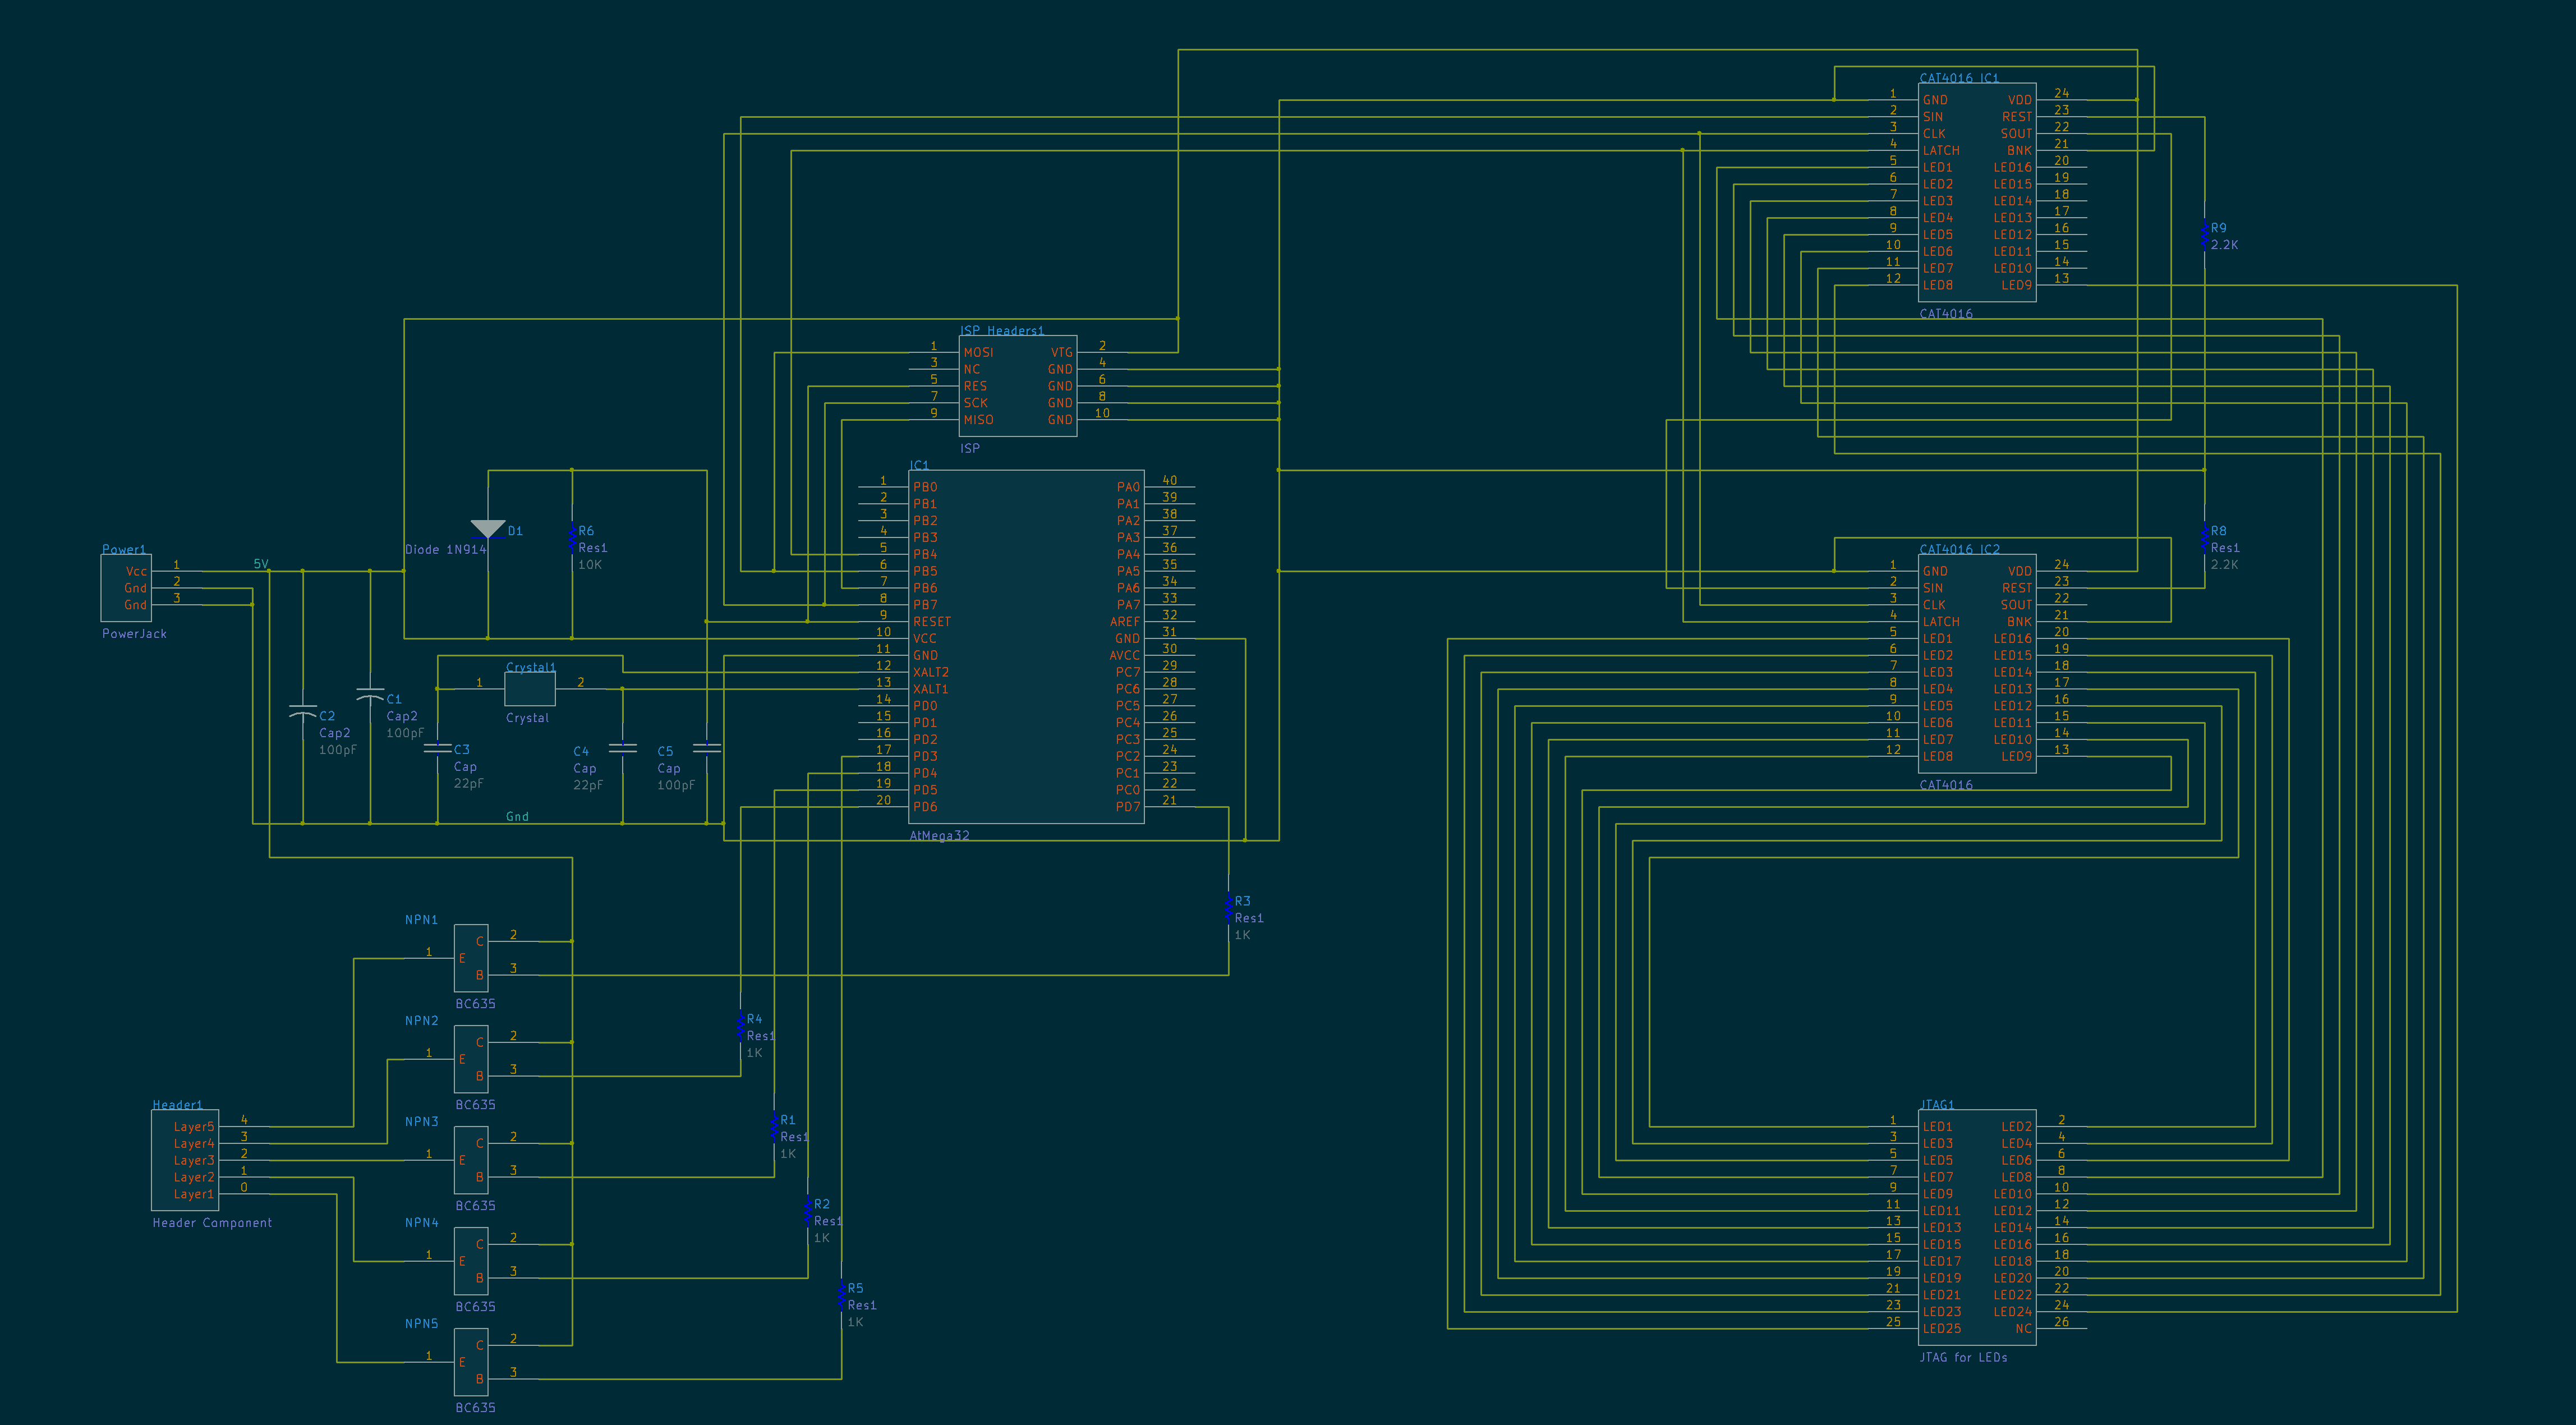 CAT4016 IC1
1 GND VDD 24
2 SIN REST 23
3 CLK SOUT 22
4 LATCH BNK 21
5 LED1 LED16 20
6 LED2 LED15 19
7 LED3 LED14 18
8 LED4 LED13 17
9 LED5 LED12 16
10 LED6 LED11 15
11 LED7 LED10 14
12 LED8 LED9 13
CAT4016
R9
2.2K
ISP Headers1
1 MOSI VTG 2
3 NC GND 4
5 RES GND 6
7 SCK GND 8
9 MISO GND 10
ISP
IC1
1 PB0 PA0 40
2 PB1 PA1 39
3 PB2 PA2 38
4 PB3 PA3 37
5 PB4 PA4 36
6 PB5 PA5 35
7 PB6 PA6 34
8 PB7 PA7 33
9 RESET AREF 32
10 VCC GND 31
11 GND AVCC 30
12 XALT2 PC7 29
13 XALT1 PC6 28
14 PD0 PC5 27
15 PD1 PC4 26
16 PD2 PC3 25
17 PD3 PC2 24
18 PD4 PC1 23
19 PD5 PC0 22
20 PD6 PD7 21
AtMega32
D1
Diode 1N914
R6
Res1
10K
Power1
5V
Vcc 1
Gnd 2
Gnd 3
PowerJack
Crystal1
1 2
Crystal
C2
Cap2
100pF
C1
Cap2
100pF
C3
Cap
22pF
C4
Cap
22pF
C5
Cap
100pF
Gnd
R8
Res1
2.2K
CAT4016 IC2
1 GND VDD 24
2 SIN REST 23
3 CLK SOUT 22
4 LATCH BNK 21
5 LED1 LED16 20
6 LED2 LED15 19
7 LED3 LED14 18
8 LED4 LED13 17
9 LED5 LED12 16
10 LED6 LED11 15
11 LED7 LED10 14
12 LED8 LED9 13
CAT4016
R3
Res1
1K
NPN1
C 2
1 E
B 3
BC635
NPN2
C 2
1 E
B 3
BC635
NPN3
C 2
1 E
B 3
BC635
NPN4
C 2
1 E
B 3
BC635
NPN5
C 2
1 E
B 3
BC635
R4
Res1
1K
R1
Res1
1K
R2
Res1
1K
R5
Res1
1K
Header1
Layer5 4
Layer4 3
Layer3 2
Layer2 1
Layer1 0
Header Component
JTAG1
1 LED1 LED2 2
3 LED3 LED4 4
5 LED5 LED6 6
7 LED7 LED8 8
9 LED9 LED10 10
11 LED11 LED12 12
13 LED13 LED14 14
15 LED15 LED16 16
17 LED17 LED18 18
19 LED19 LED20 20
21 LED21 LED22 22
23 LED23 LED24 24
25 LED25 NC 26
JTAG for LEDs